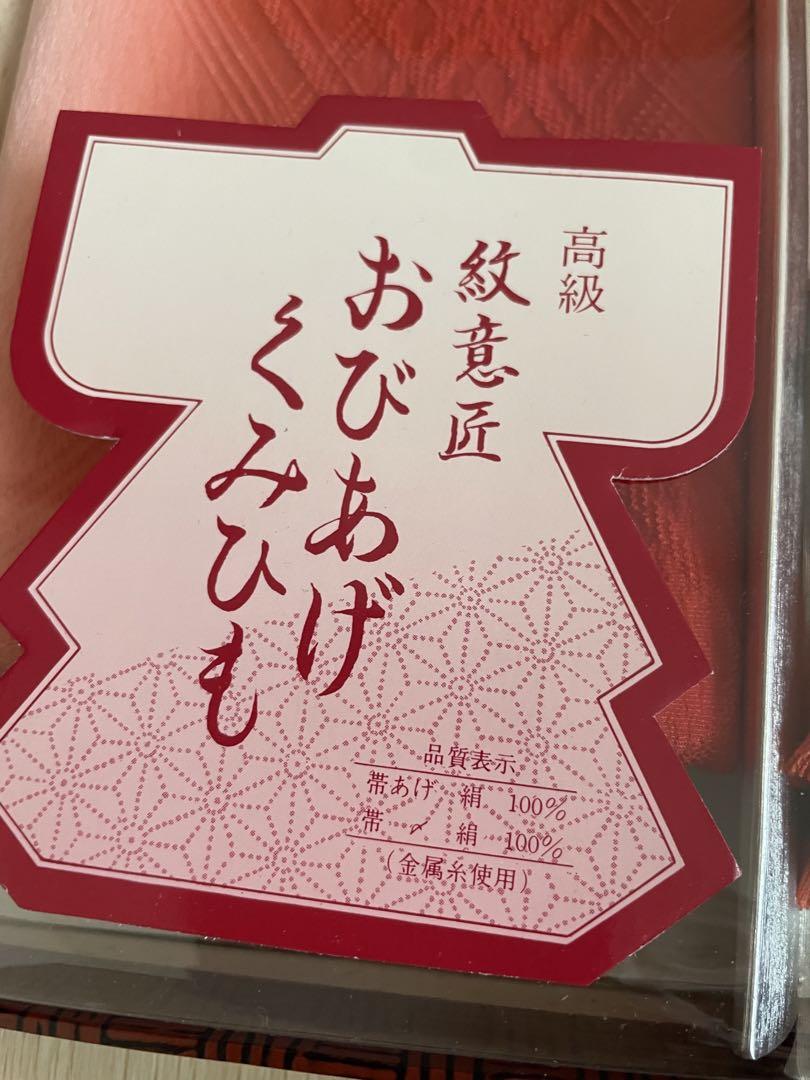 高級
紋意匠
おびあげ
くみひも
品質表示
帯あげ 絹 100%
帯〆 絹 100%
(金属糸使用)